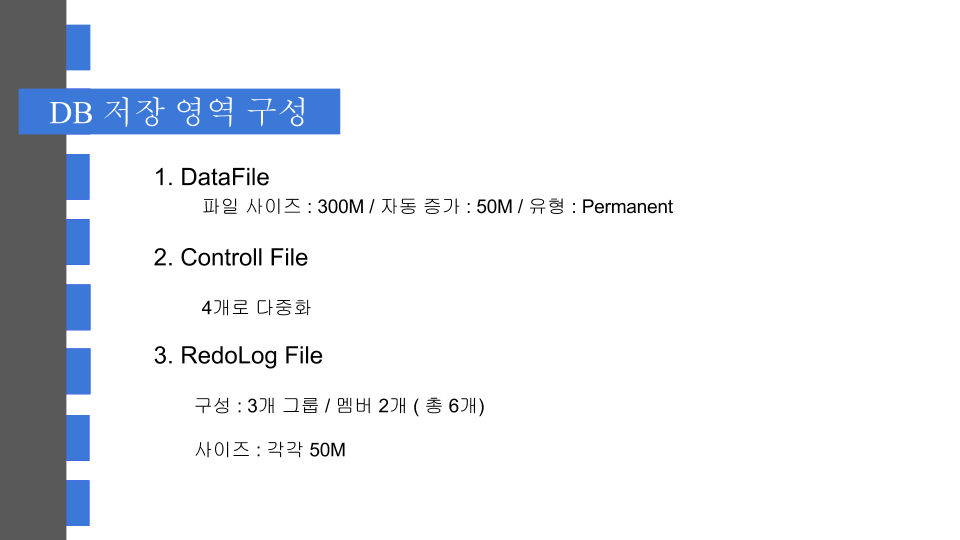 DB 저장 영역 구성
1. DataFile
파일 사이즈 : 300M / 자동 증가 : 50M / 유형 : Permanent
2. Controll File
4개로 다중화
3. RedoLog File
구성 : 3개 그룹 / 멤버 2개 ( 총 6개)
사이즈 : 각각 50M